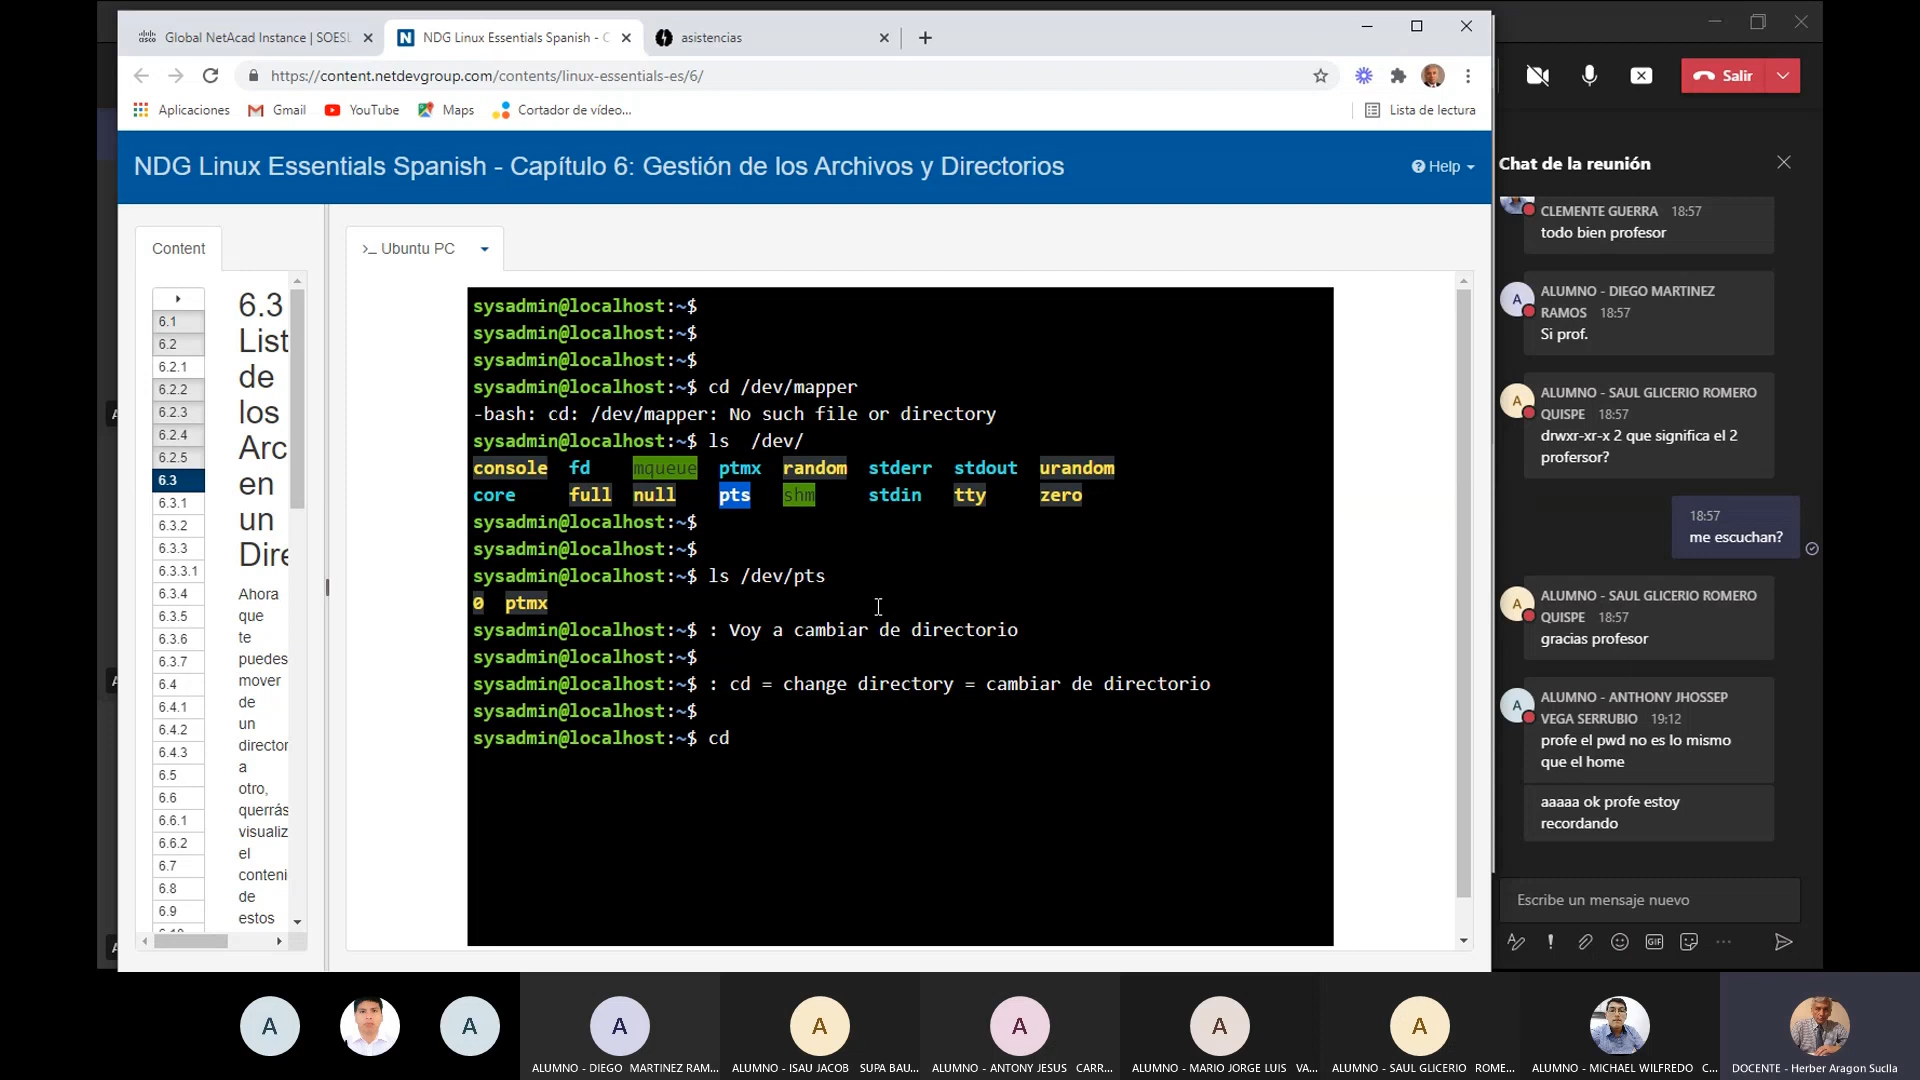 Global NetAcad Instance | SOESL
NDG Linux Essentials Spanish - C
asistencias
https://content.netdevgroup.com/contents/linux-essentials-es/6/
Aplicaciones
Gmail
YouTube
Maps
Cortador de vídeo...
Lista de lectura
NDG Linux Essentials Spanish - Capítulo 6: Gestión de los Archivos y Directorios
Help
Content
6.1
6.2
6.2.1
6.2.2
6.2.3
6.2.4
6.2.5
6.3
6.3.1
6.3.2
6.3.3
6.3.3.1
6.3.4
6.3.5
6.3.6
6.3.7
6.4
6.4.1
6.4.2
6.4.3
6.5
6.6
6.6.1
6.6.2
6.7
6.8
6.9
6.3
List
de
los
Arc
en
un
Dire
Ahora
que
te
puedes
mover
de
un
director
a
otro,
querrás
visualiz
el
conteni
de
estos
>_ Ubuntu PC
sysadmin@localhost:~$
sysadmin@localhost:~$
sysadmin@localhost:~$
sysadmin@localhost:~$ cd /dev/mapper
-bash: cd: /dev/mapper: No such file or directory
sysadmin@localhost:~$ ls  /dev/
console fd mqueue ptmx random stderr stdout urandom
core full null pts shm stdin tty zero
sysadmin@localhost:~$
sysadmin@localhost:~$
sysadmin@localhost:~$ ls /dev/pts
0 ptmx
sysadmin@localhost:~$ : Voy a cambiar de directorio
sysadmin@localhost:~$
sysadmin@localhost:~$ : cd = change directory = cambiar de directorio
sysadmin@localhost:~$
sysadmin@localhost:~$ cd
Salir
Chat de la reunión
CLEMENTE GUERRA 18:57
todo bien profesor
A
ALUMNO - DIEGO MARTINEZ
RAMOS 18:57
Si prof.
A
ALUMNO - SAUL GLICERIO ROMERO
QUISPE 18:57
drwxr-xr-x 2 que significa el 2
profersor?
18:57
me escuchan?
A
ALUMNO - SAUL GLICERIO ROMERO
QUISPE 18:57
gracias profesor
A
ALUMNO - ANTHONY JHOSSEP
VEGA SERRUBIO 19:12
profe el pwd no es lo mismo
que el home
aaaaa ok profe estoy
recordando
Escribe un mensaje nuevo
GIF
A
A
A
ALUMNO - DIEGO MARTINEZ RAM...
A
ALUMNO - ISAU JACOB SUPA BAU...
A
ALUMNO - ANTONY JESUS CARR...
A
ALUMNO - MARIO JORGE LUIS VA...
A
ALUMNO - SAUL GLICERIO ROME...
ALUMNO - MICHAEL WILFREDO C...
DOCENTE - Herber Aragon Suclla